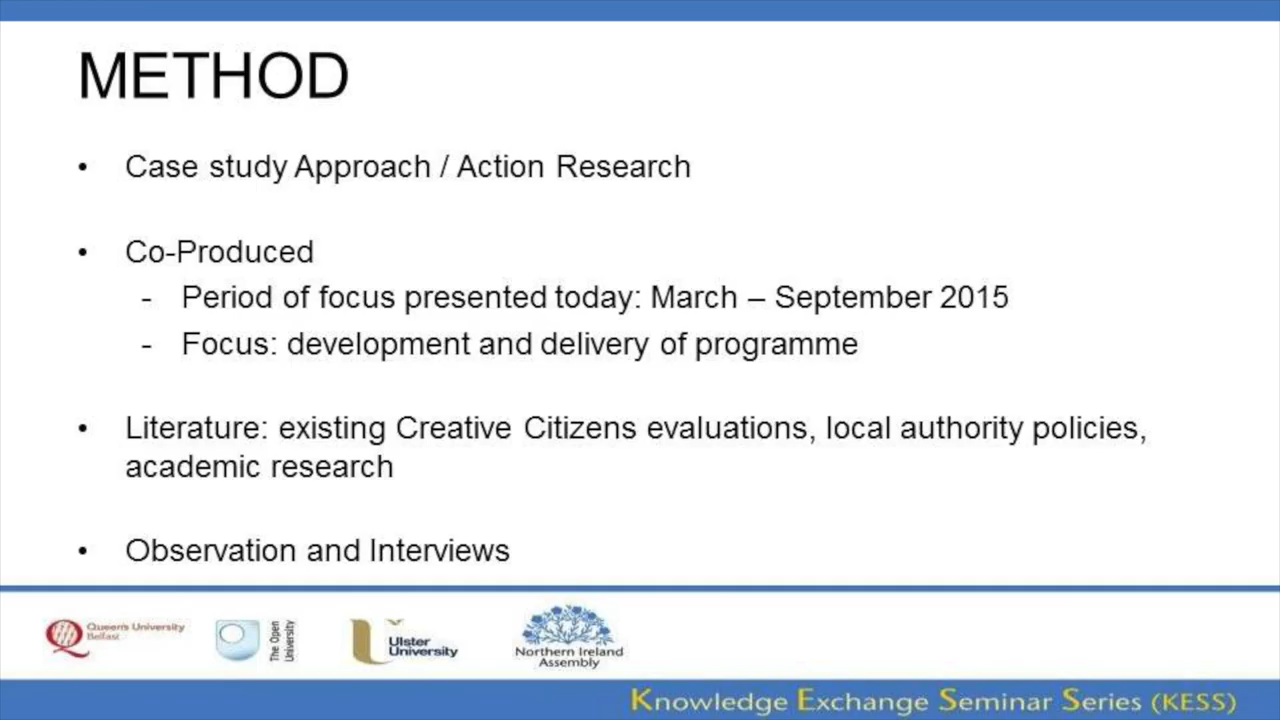 METHOD
• Case study Approach / Action Research
• Co-Produced
- Period of focus presented today: March – September 2015
- Focus: development and delivery of programme
• Literature: existing Creative Citizens evaluations, local authority policies,
academic research
• Observation and Interviews
Queen's University
Belfast
The Open
University
Ulster
University
Northern Ireland
Assembly
Knowledge Exchange Seminar Series (KESS)